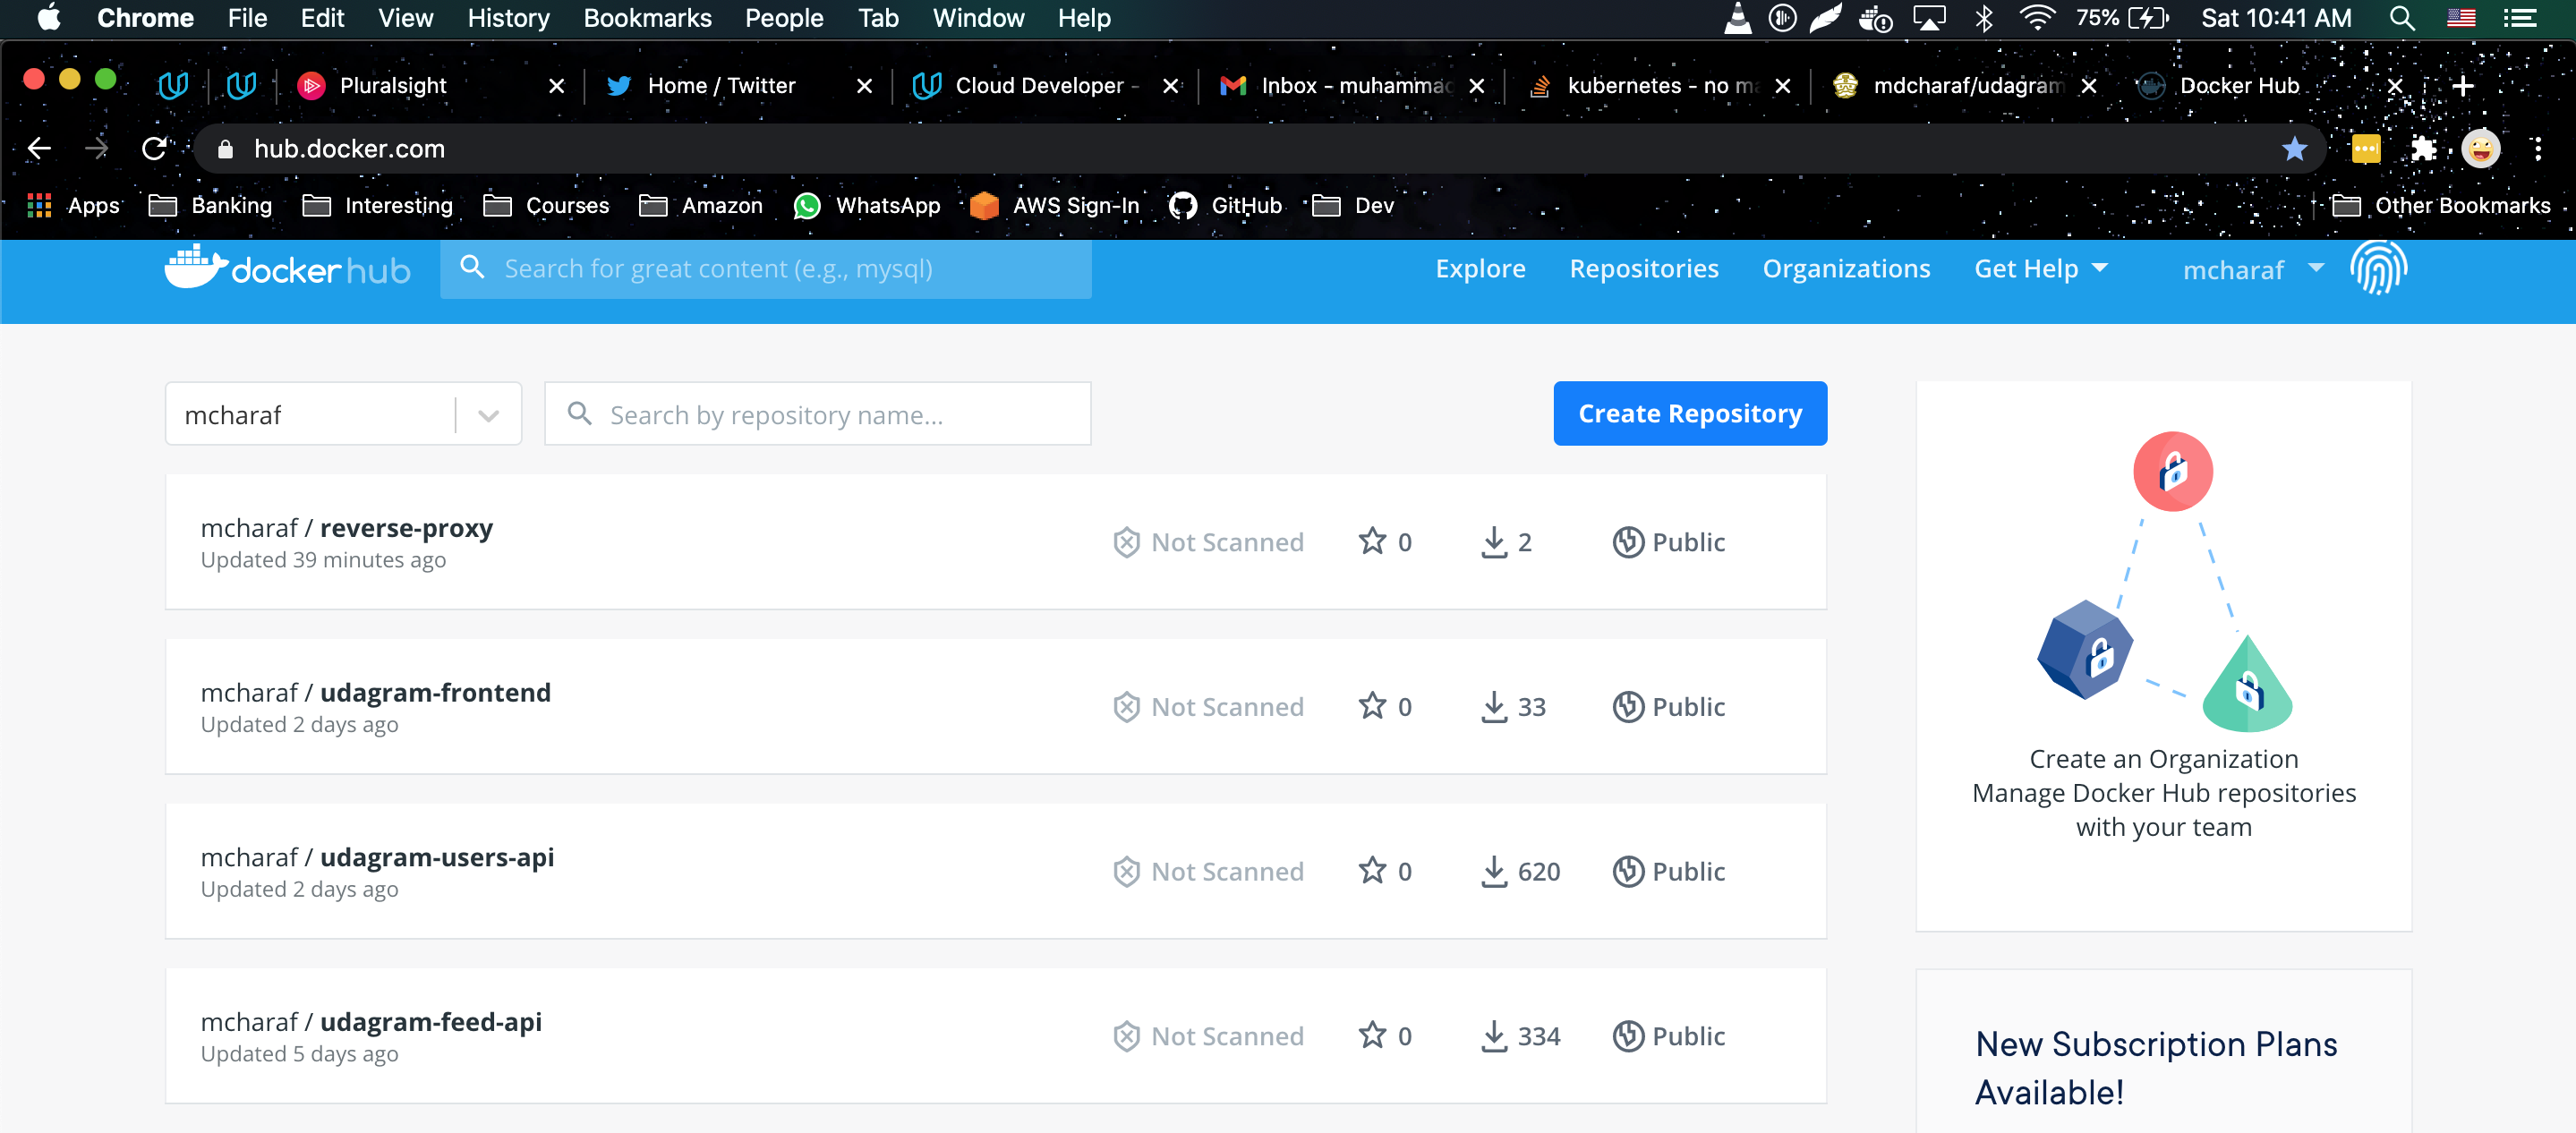 Chrome File Edit View History Bookmarks People Tab Window Help 75% Sat 10:41 AM
Pluralsight Home / Twitter Cloud Developer - Inbox - muhammac kubernetes - no ma mdcharaf/udagram Docker Hub
hub.docker.com
Apps Banking Interesting Courses Amazon WhatsApp AWS Sign-In GitHub Dev Other Bookmarks
dockerhub Search for great content (e.g., mysql) Explore Repositories Organizations Get Help mcharaf
mcharaf Search by repository name... Create Repository
mcharaf / reverse-proxy
Updated 39 minutes ago
Not Scanned 0 2 Public
mcharaf / udagram-frontend
Updated 2 days ago
Not Scanned 0 33 Public
mcharaf / udagram-users-api
Updated 2 days ago
Not Scanned 0 620 Public
mcharaf / udagram-feed-api
Updated 5 days ago
Not Scanned 0 334 Public
Create an Organization
Manage Docker Hub repositories
with your team
New Subscription Plans
Available!